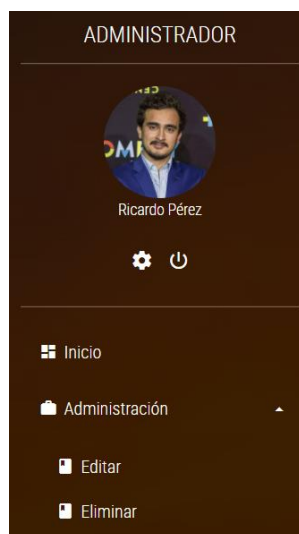 ADMINISTRADOR
Ricardo Pérez
Inicio
Administración
Editar
Eliminar